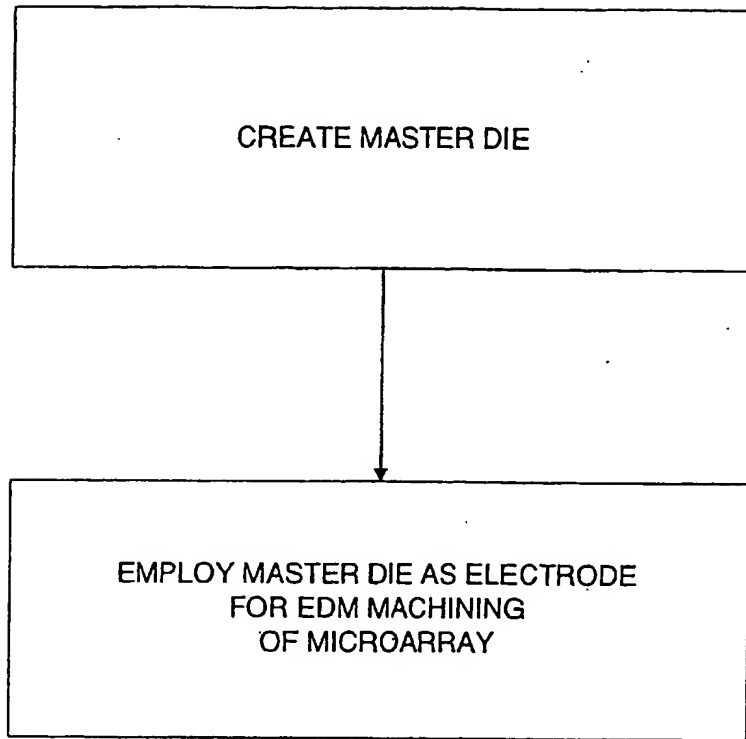 CREATE MASTER DIE
EMPLOY MASTER DIE AS ELECTRODE
FOR EDM MACHINING
OF MICROARRAY